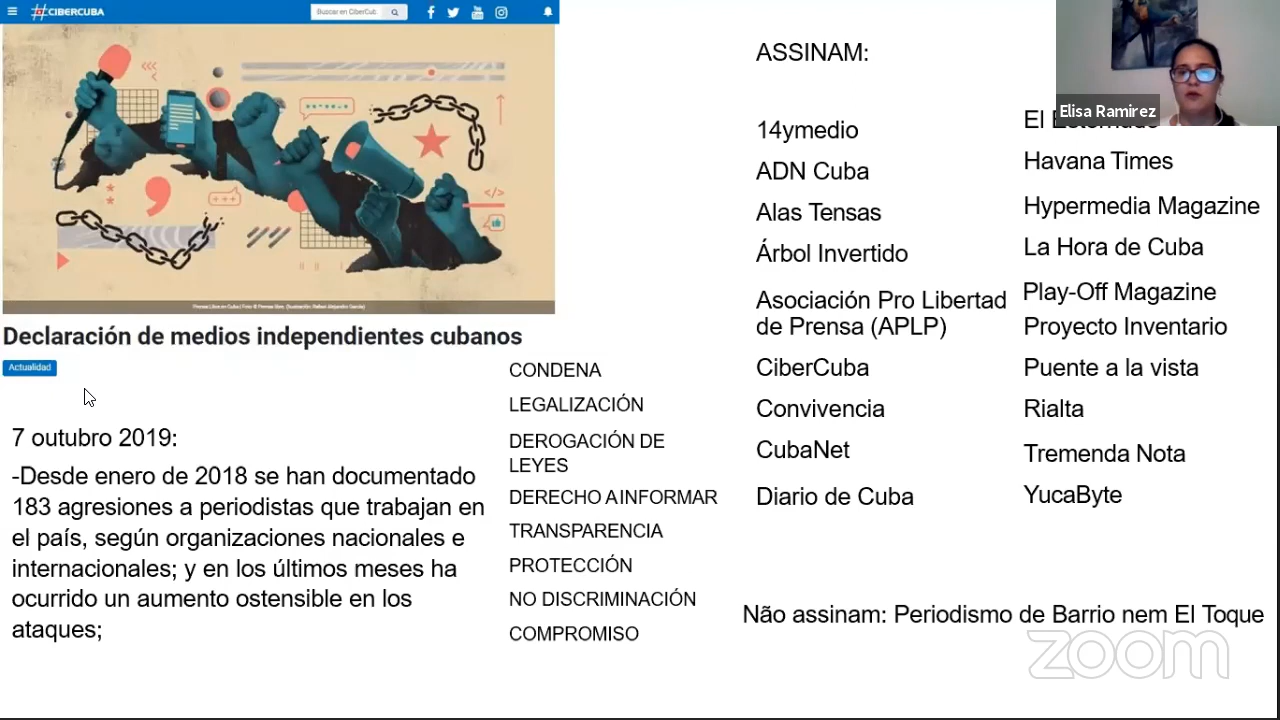 #CIBERCUBA
Buscar en CiberCub
Prensa Libre en Cuba
Declaración de medios independientes cubanos
Actualidad
7 outubro 2019:
-Desde enero de 2018 se han documentado
183 agresiones a periodistas que trabajan en
el país, según organizaciones nacionales e
internacionales; y en los últimos meses ha
ocurrido un aumento ostensible en los
ataques;
CONDENA
LEGALIZACIÓN
DEROGACIÓN DE
LEYES
DERECHO A INFORMAR
TRANSPARENCIA
PROTECCIÓN
NO DISCRIMINACIÓN
COMPROMISO
ASSINAM:
14ymedio
ADN Cuba
Alas Tensas
Árbol Invertido
Asociación Pro Libertad
de Prensa (APLP)
CiberCuba
Convivencia
CubaNet
Diario de Cuba
El
Havana Times
Hypermedia Magazine
La Hora de Cuba
Play-Off Magazine
Proyecto Inventario
Puente a la vista
Rialta
Tremenda Nota
YucaByte
Não assinam: Periodismo de Barrio nem El Toque
Elisa Ramirez
zoom